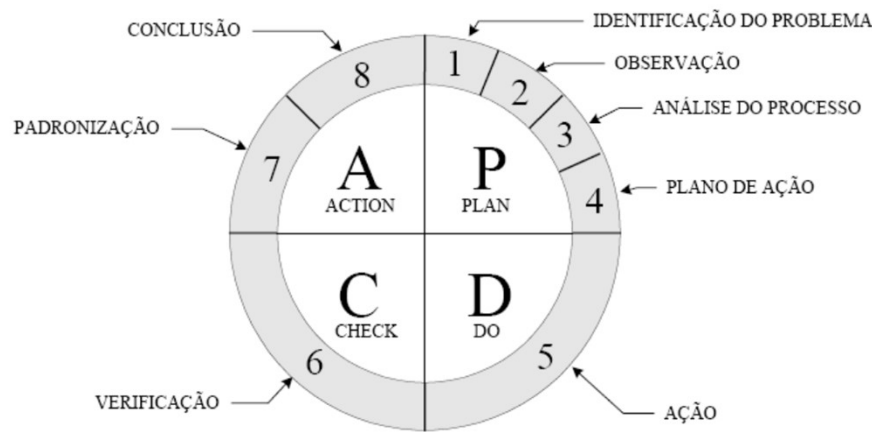 CONCLUSÃO
IDENTIFICAÇÃO DO PROBLEMA
OBSERVAÇÃO
ANÁLISE DO PROCESSO
PADRONIZAÇÃO
PLANO DE AÇÃO
8
1
2
3
7
4
A
ACTION
P
PLAN
C
CHECK
D
DO
6
5
VERIFICAÇÃO
AÇÃO